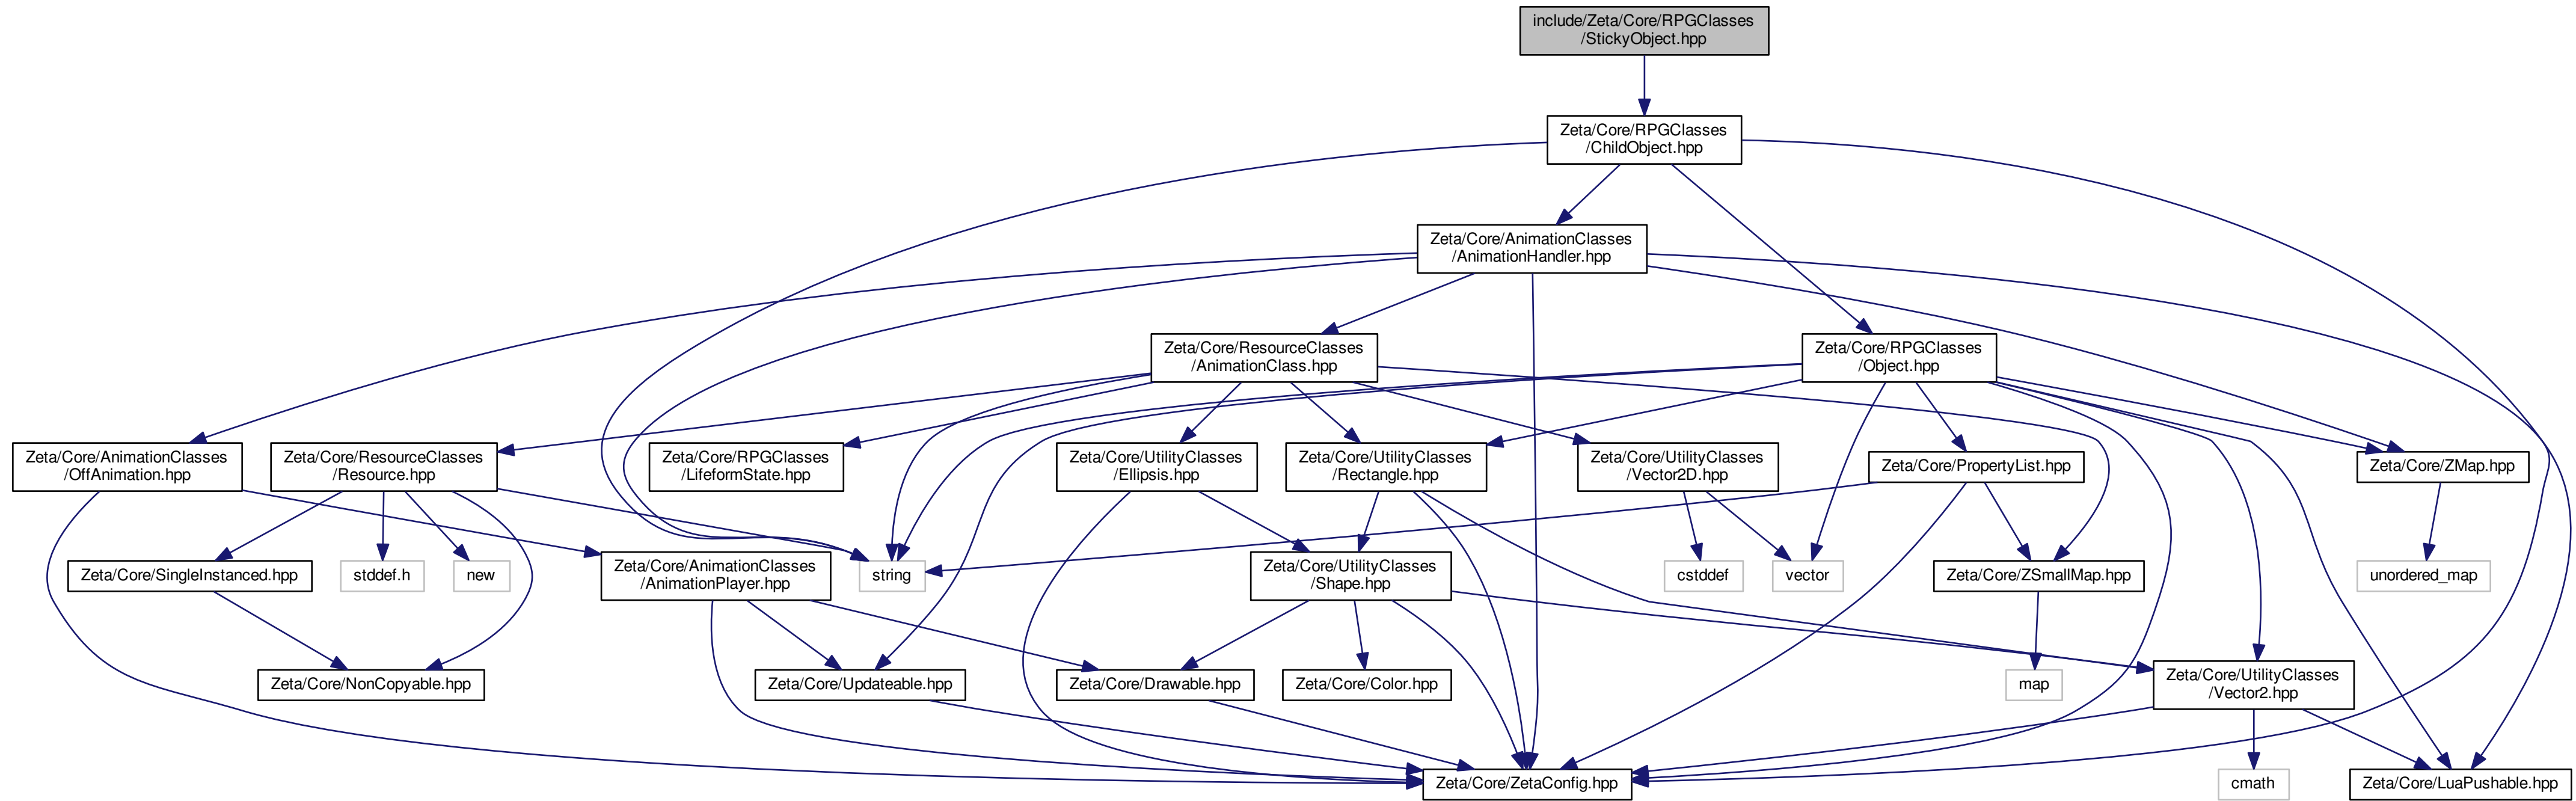 include/Zeta/Core/RPGClasses
/StickyObject.hpp
Zeta/Core/RPGClasses
/ChildObject.hpp
Zeta/Core/AnimationClasses
/AnimationHandler.hpp
Zeta/Core/ResourceClasses
/AnimationClass.hpp
Zeta/Core/RPGClasses
/Object.hpp
Zeta/Core/AnimationClasses
/OffAnimation.hpp
Zeta/Core/ResourceClasses
/Resource.hpp
Zeta/Core/RPGClasses
/LifeformState.hpp
Zeta/Core/UtilityClasses
/Ellipsis.hpp
Zeta/Core/UtilityClasses
/Rectangle.hpp
Zeta/Core/UtilityClasses
/Vector2D.hpp
Zeta/Core/PropertyList.hpp
Zeta/Core/ZMap.hpp
Zeta/Core/SingleInstanced.hpp
stddef.h
new
Zeta/Core/AnimationClasses
/AnimationPlayer.hpp
string
Zeta/Core/UtilityClasses
/Shape.hpp
cstddef
vector
Zeta/Core/ZSmallMap.hpp
unordered_map
Zeta/Core/NonCopyable.hpp
Zeta/Core/Updateable.hpp
Zeta/Core/Drawable.hpp
Zeta/Core/Color.hpp
map
Zeta/Core/UtilityClasses
/Vector2.hpp
Zeta/Core/ZetaConfig.hpp
cmath
Zeta/Core/LuaPushable.hpp